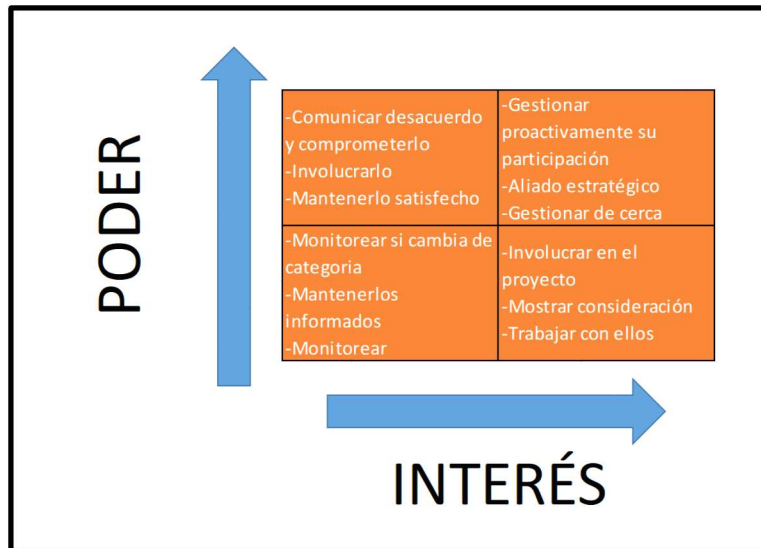 PODER
-Comunicar desacuerdo
y comprometerlo
-Involucrarlo
-Mantenerlo satisfecho
-Gestionar
proactivamente su
participación
-Aliado estratégico
-Gestionar de cerca
-Monitorear si cambia de
categoria
-Mantenerlos
informados
-Monitorear
-Involucrar en el
proyecto
-Mostrar consideración
-Trabajar con ellos
INTERÉS